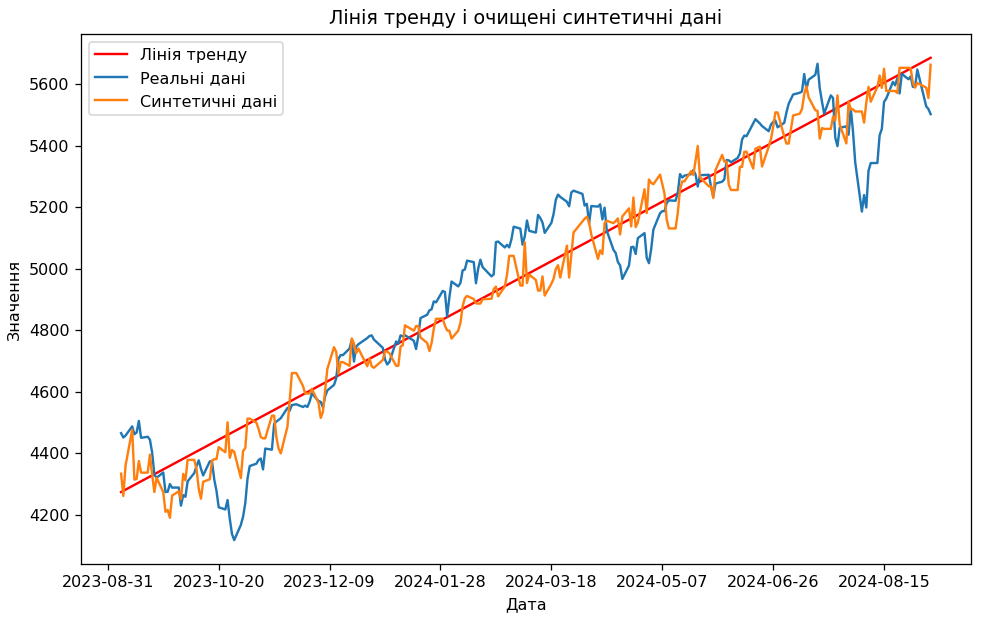 Лінія тренду і очищені синтетичні дані
Лінія тренду
Реальні дані
Синтетичні дані
Значення
5600
5400
5200
5000
4800
4600
4400
4200
2023-08-31
2023-10-20
2023-12-09
2024-01-28
2024-03-18
2024-05-07
2024-06-26
2024-08-15
Дата